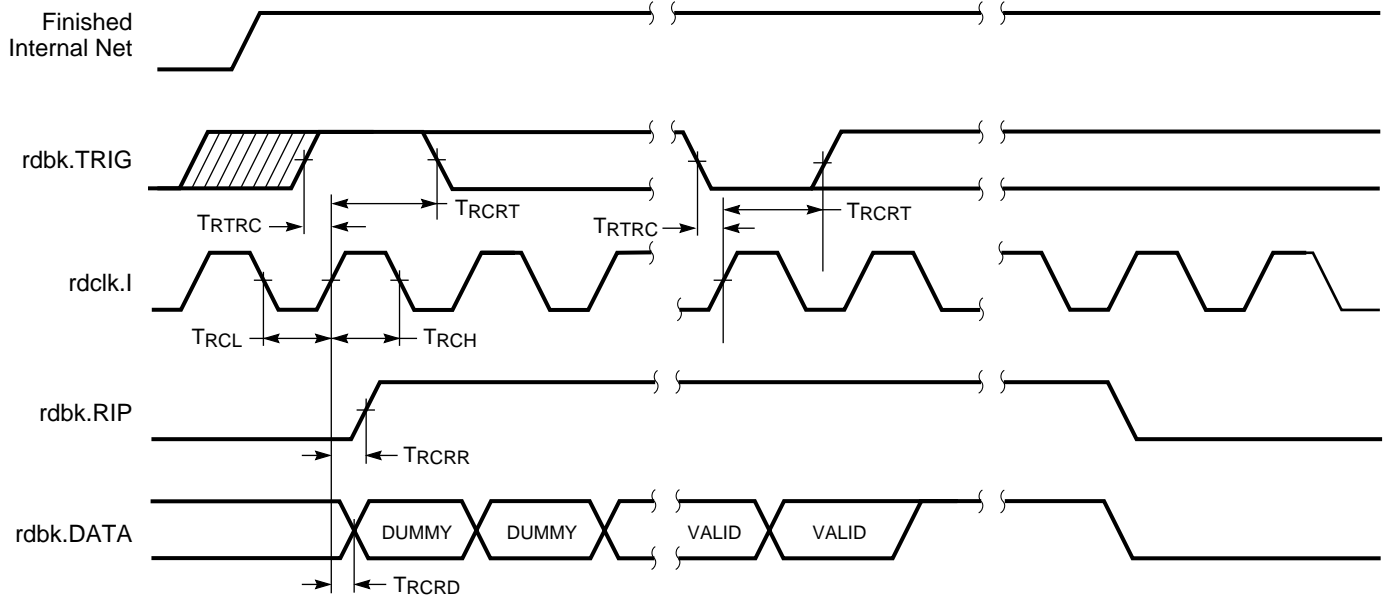 Finished
Internal Net
rdbk.TRIG
TRTRC
TRCRT
TRTRC
TRCRT
rdclk.I
TRCL
TRCH
rdbk.RIP
TRCRR
rdbk.DATA
DUMMY
DUMMY
VALID
VALID
TRCRD